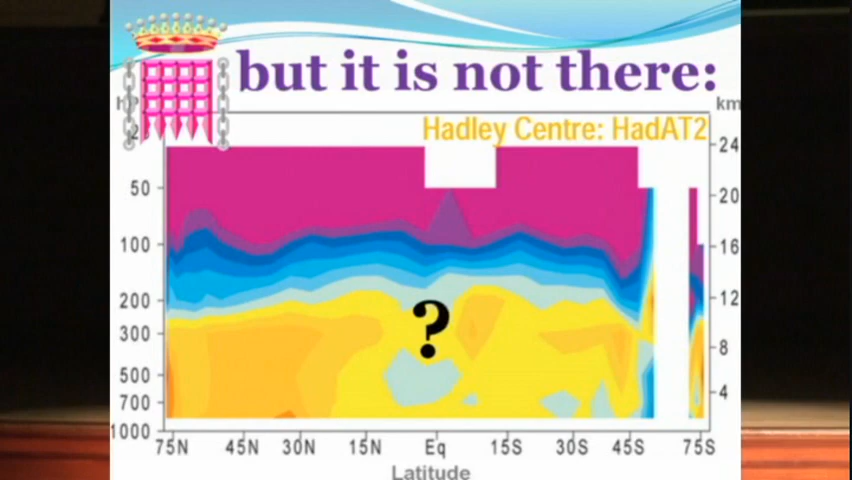 but it is not there:
km
Hadley Centre: HadAT2
24
50
20
100
16
200
12
300
8
?
500
700
4
1000
75N 45N 30N 15N Eq 15S 30S 45S 75S
Latitude